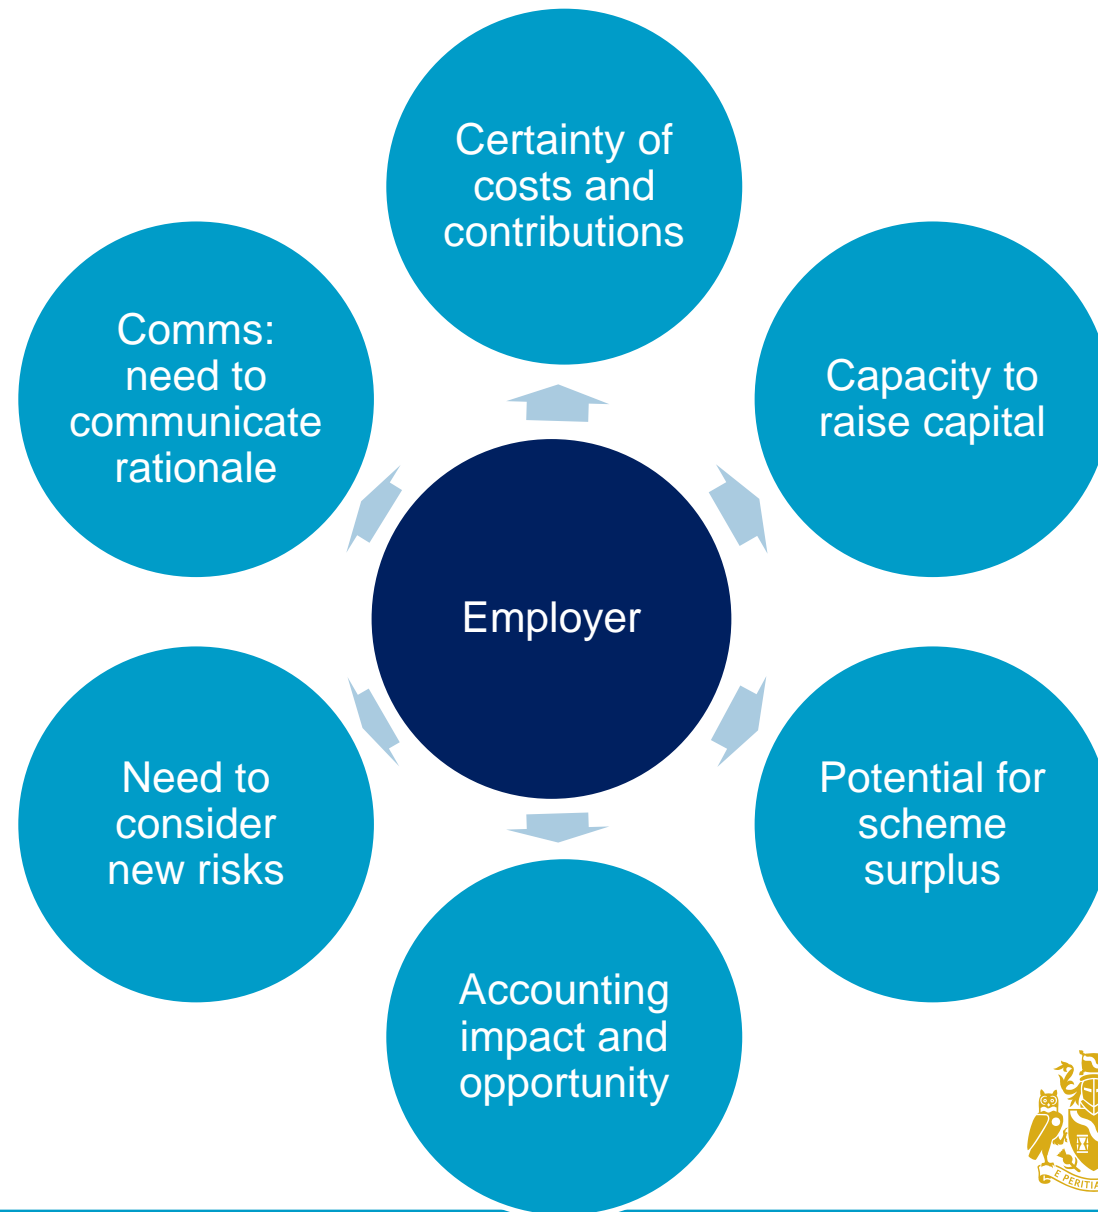 Certainty of
costs and
contributions
Comms:
need to
communicate
rationale
Capacity to
raise capital
Employer
Need to
consider
new risks
Potential for
scheme
surplus
Accounting
impact and
opportunity
E PERITIA